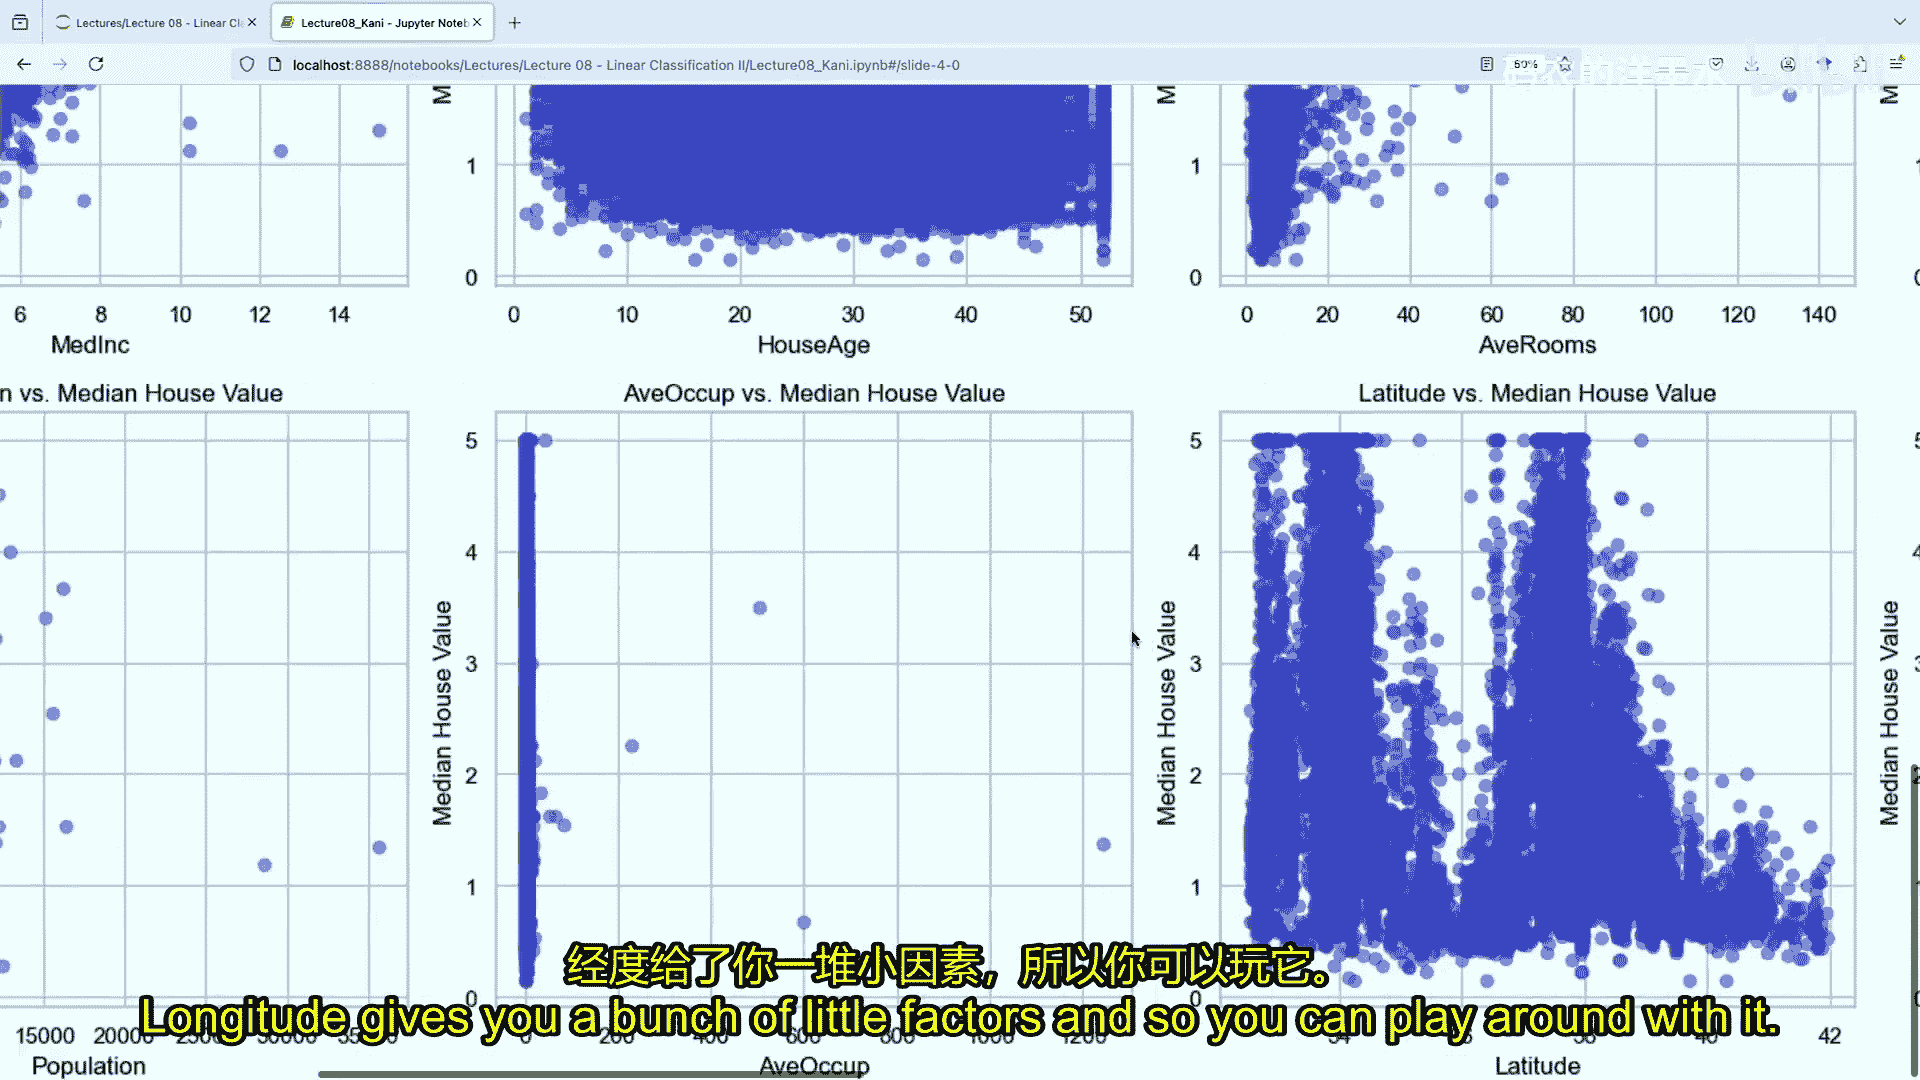 Lectures/Lecture 08 - Linear Cl
Lecture08_Kani - Jupyter Noteb
localhost:8888/notebooks/Lectures/Lecture 08 - Linear Classification II/Lecture08_Kani.ipynb#/slide-4-0
1
0
6 8 10 12 14
MedInc
0 10 20 30 40 50
HouseAge
1
0
0 20 40 60 80 100 120 140
AveRooms
n vs. Median House Value
AveOccup vs. Median House Value
Latitude vs. Median House Value
5
4
3
2
1
0
Median House Value
5
4
3
2
1
0
Median House Value
Median House Value
经度给了你一堆小因素，所以你可以玩它。
Longitude gives you a bunch of little factors and so you can play around with it.
15000
42
Population
AveOccup
Latitude